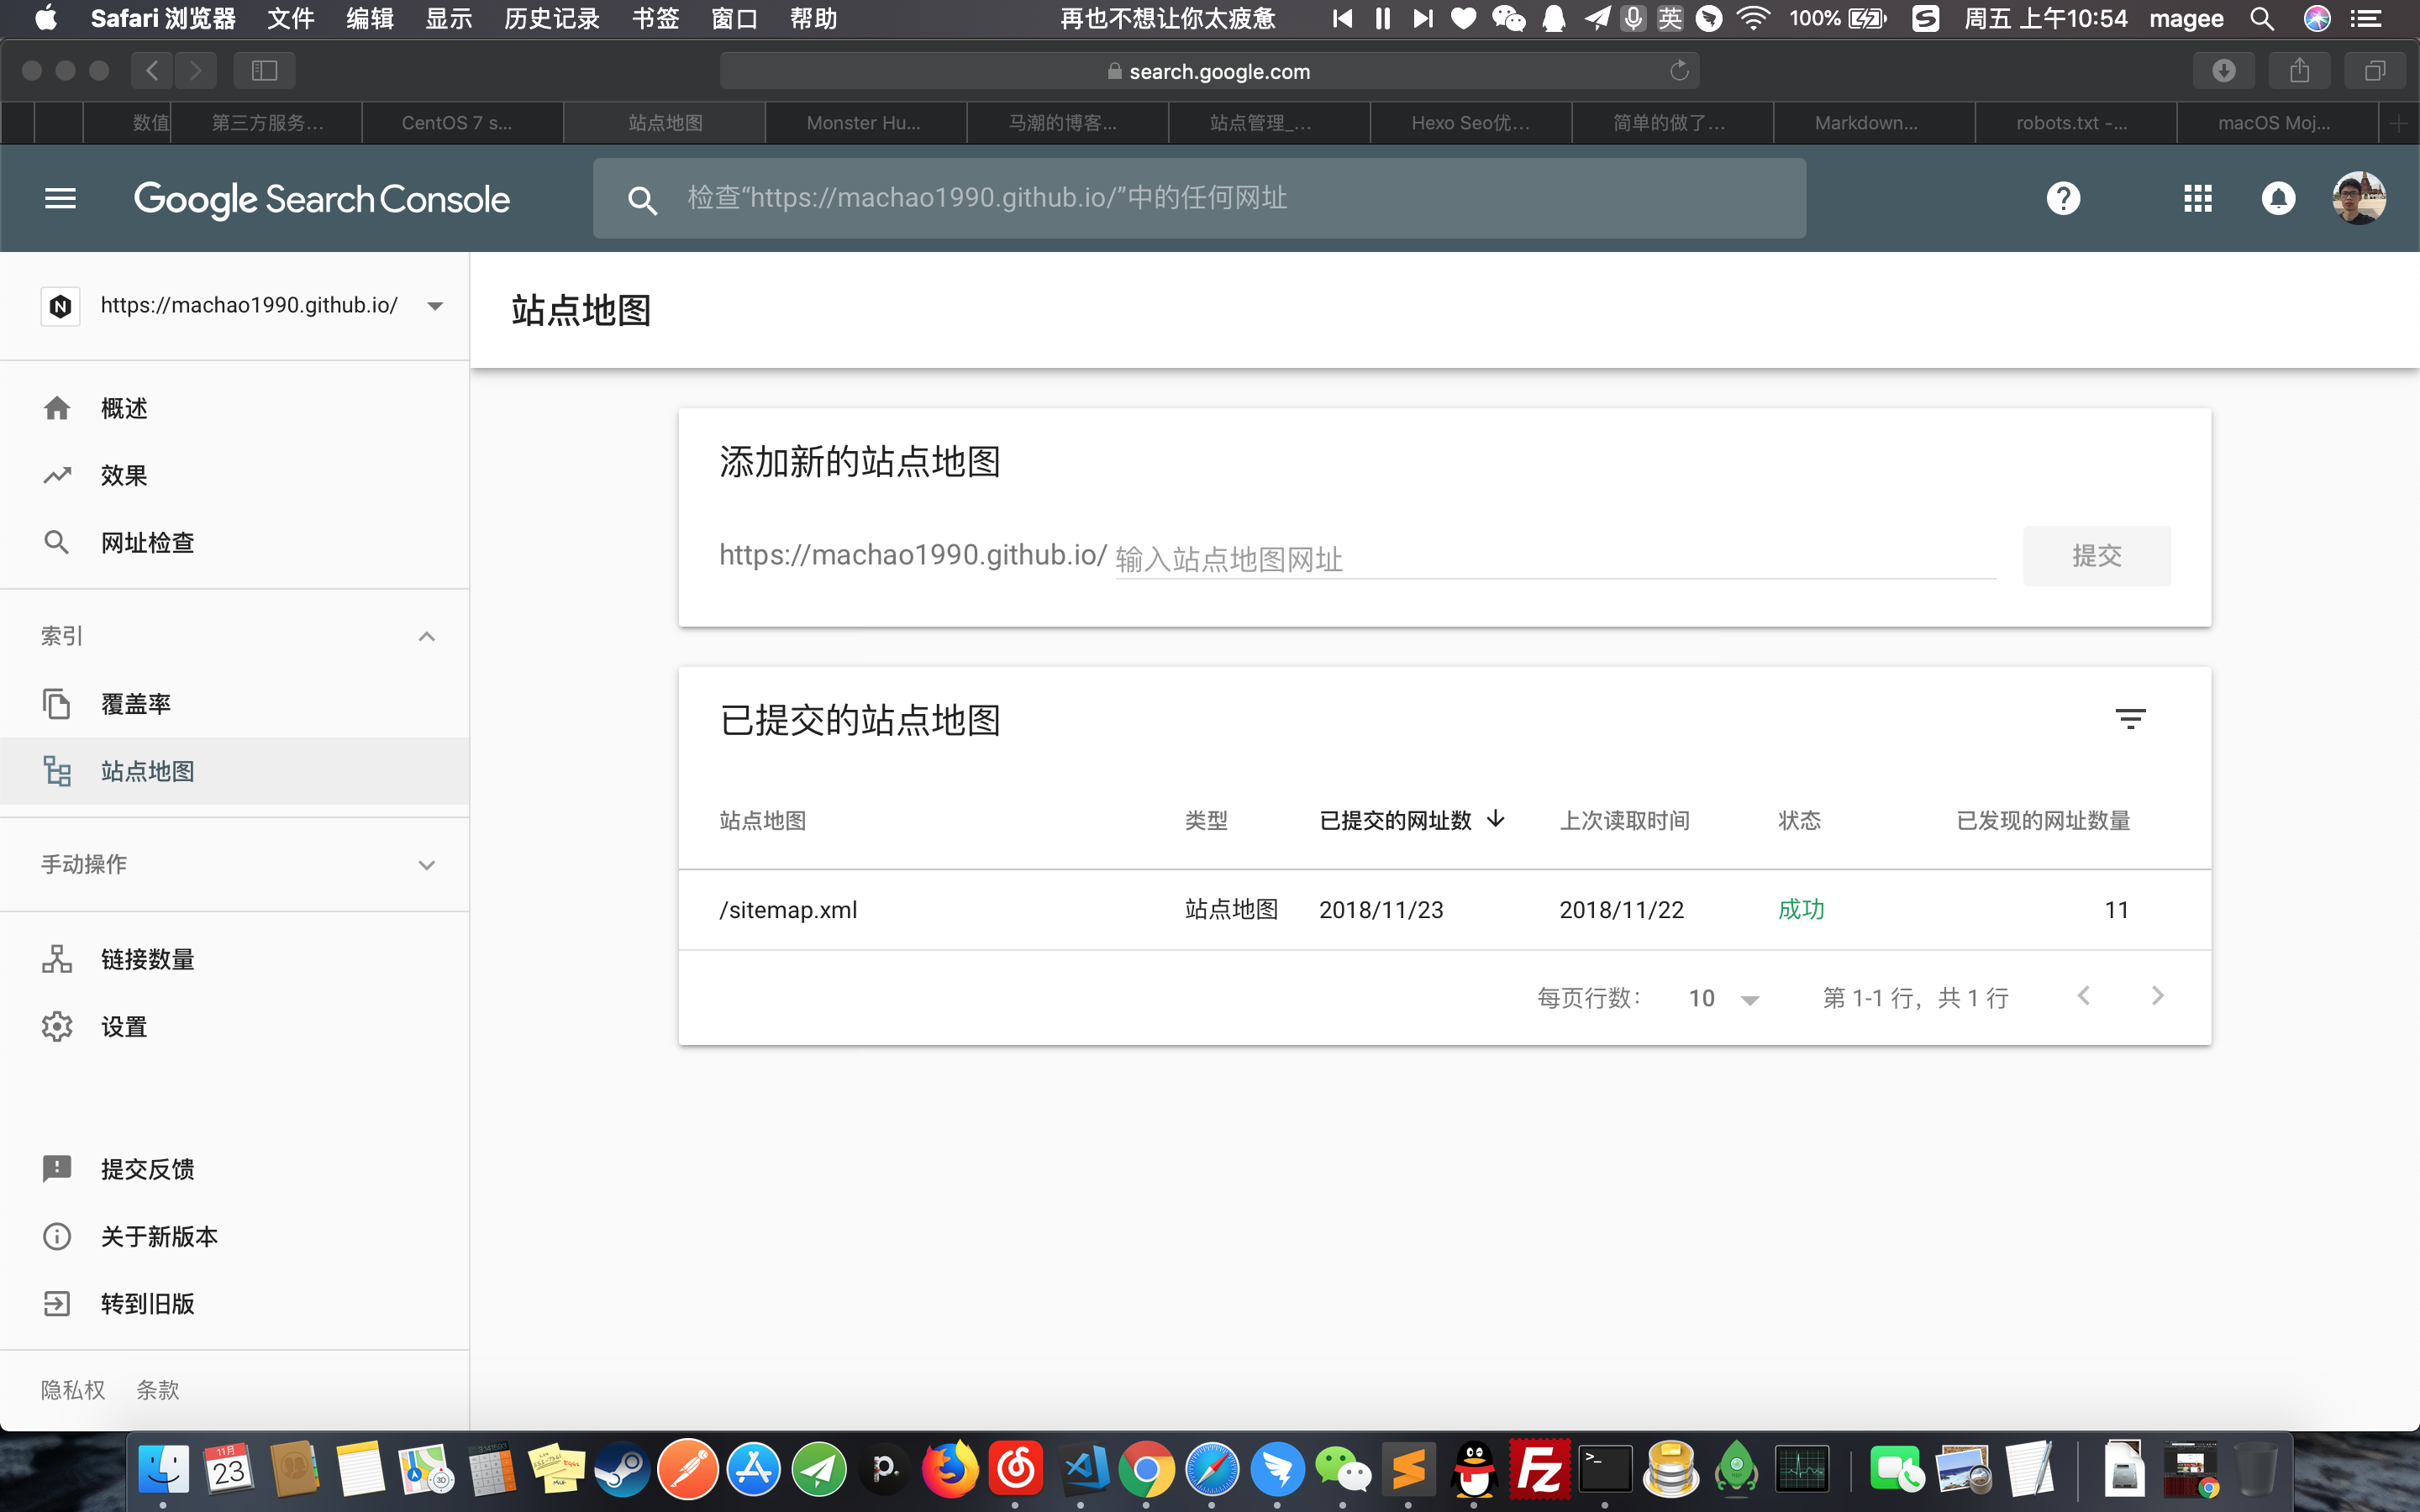 Safari 浏览器 文件 编辑 显示 历史记录 书签 窗口 帮助 再也不想让你太疲惫 英 100% 周五 上午10:54 magee
search.google.com
数值 第三方服务... CentOS 7 s... 站点地图 Monster Hu... 马潮的博客... 站点管理_... Hexo Seo优... 简单的做了... Markdown... robots.txt -... macOS Moj...
Google Search Console 检查“https://machao1990.github.io/”中的任何网址
https://machao1990.github.io/
站点地图
概述
效果
网址检查
索引
覆盖率
站点地图
手动操作
链接数量
设置
提交反馈
关于新版本
转到旧版
隐私权 条款
添加新的站点地图
https://machao1990.github.io/ 输入站点地图网址 提交
已提交的站点地图
站点地图 类型 已提交的网址数 上次读取时间 状态 已发现的网址数量
/sitemap.xml 站点地图 2018/11/23 2018/11/22 成功 11
每页行数： 10 第 1-1 行，共 1 行
11月
23
3D
p.
Fz